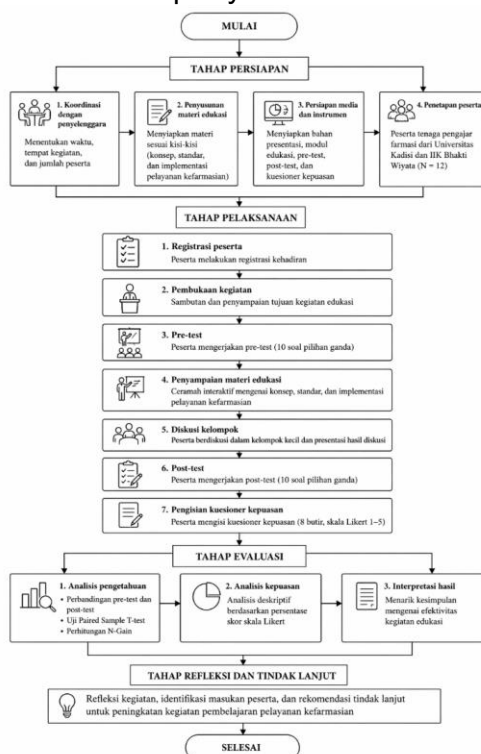 MULAI
TAHAP PERSIAPAN
1. Koordinasi
dengan
penyelenggara
Menentukan waktu,
tempat kegiatan,
dan jumlah peserta
2. Penyusunan
materi edukasi
Menyiapkan materi
sesuai kisi-kisi
(konsep, standar,
dan implementasi
pelayanan kefarmasian)
3. Persiapan media
dan instrumen
Menyiapkan bahan
presentasi, modul
edukasi, pre-test,
post-test, dan
kuesioner kepuasan
4. Penetapan peserta
Peserta tenaga pengajar
farmasi dari Universitas
Kadisi dan IIK Bhakti
Wiyata (N = 12)
TAHAP PELAKSANAAN
1. Registrasi peserta
Peserta melakukan registrasi kehadiran
2. Pembukaan kegiatan
Sambutan dan penyampaian tujuan kegiatan edukasi
3. Pre-test
Peserta mengerjakan pre-test (10 soal pilihan ganda)
4. Penyampaian materi edukasi
Ceramah interaktif mengenai konsep, standar, dan implementasi
pelayanan kefarmasian
5. Diskusi kelompok
Peserta berdiskusi dalam kelompok kecil dan presentasi hasil diskusi
6. Post-test
Peserta mengerjakan post-test (10 soal pilihan ganda)
7. Pengisian kuesioner kepuasan
Peserta mengisi kuesioner kepuasan (8 butir, skala Likert 1–5)
TAHAP EVALUASI
1. Analisis pengetahuan
• Perbandingan pre-test dan
post-test
• Uji Paired Sample T-test
• Perhitungan N-Gain
2. Analisis kepuasan
Analisis deskriptif
berdasarkan persentase
skor skala Likert
3. Interpretasi hasil
Menarik kesimpulan
mengenai efektivitas
kegiatan edukasi
TAHAP REFLEKSI DAN TINDAK LANJUT
Refleksi kegiatan, identifikasi masukan peserta, dan rekomendasi tindak lanjut
untuk peningkatan kegiatan pembelajaran pelayanan kefarmasian
SELESAI